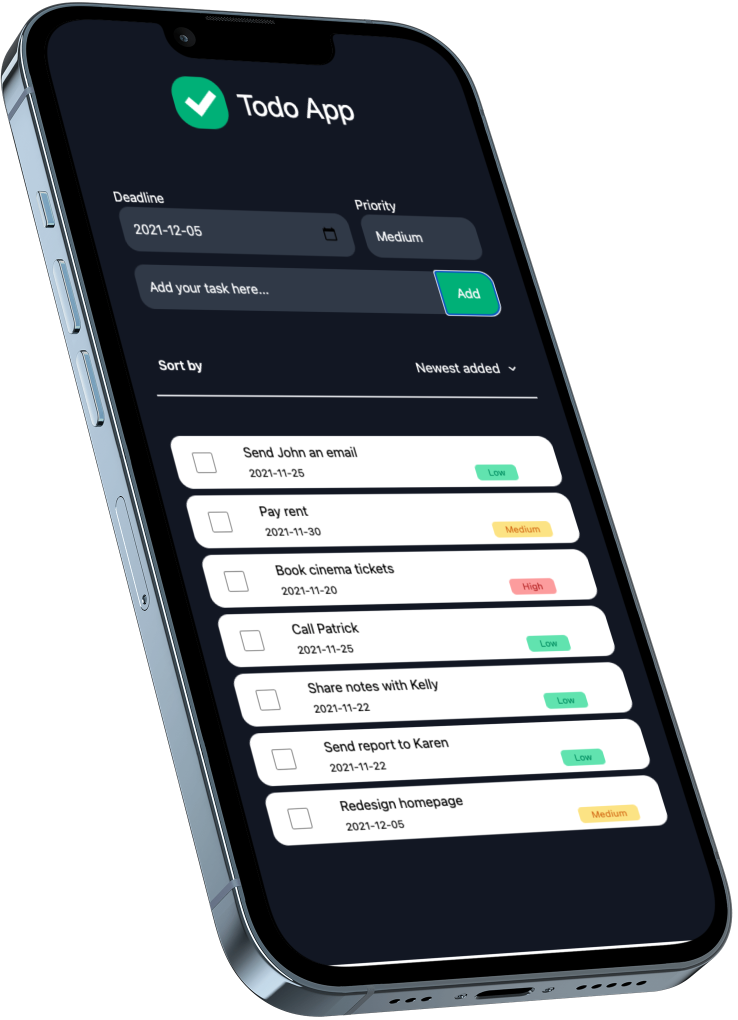 Todo App
Deadline
Priority
2021-12-05
Medium
Add your task here...
Add
Sort by
Newest added
Send John an email
2021-11-25
Low
Pay rent
2021-11-30
Medium
Book cinema tickets
2021-11-20
High
Call Patrick
2021-11-25
Low
Share notes with Kelly
2021-11-22
Low
Send report to Karen
2021-11-22
Low
Redesign homepage
2021-12-05
Medium